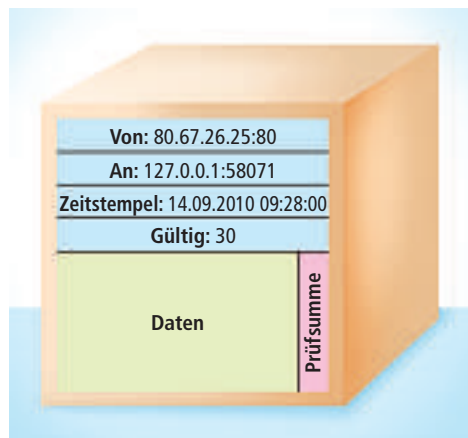 Von: 80.67.26.25:80
An: 127.0.0.1:58071
Zeitstempel: 14.09.2010 09:28:00
Gültig: 30
Daten
Prüfsumme